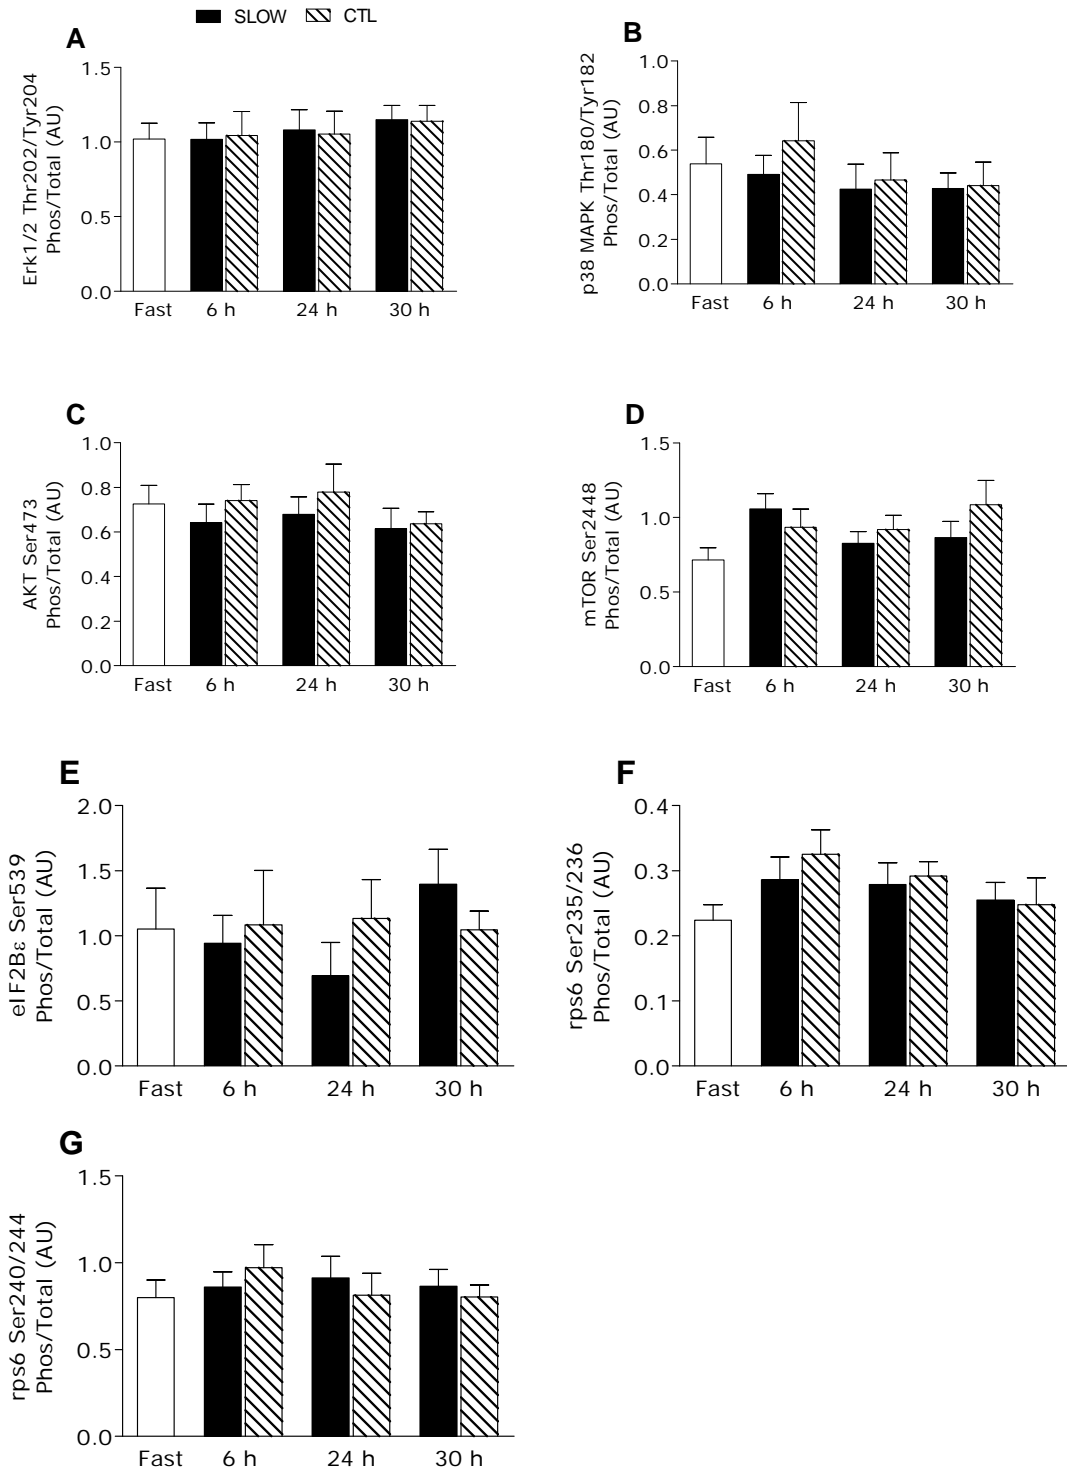 SLOW CTL
A
Erk1/2 Thr202/Tyr204
Phos/Total (AU)
1.5
1.0
0.5
0.0
Fast 6 h 24 h 30 h
B
p38 MAPK Thr180/Tyr182
Phos/Total (AU)
1.0
0.8
0.6
0.4
0.2
0.0
Fast 6 h 24 h 30 h
C
AKT Ser473
Phos/Total (AU)
1.0
0.8
0.6
0.4
0.2
0.0
Fast 6 h 24 h 30 h
D
mTOR Ser2448
Phos/Total (AU)
1.5
1.0
0.5
0.0
Fast 6 h 24 h 30 h
E
eIF2Bε Ser539
Phos/Total (AU)
2.0
1.5
1.0
0.5
0.0
Fast 6 h 24 h 30 h
F
rps6 Ser235/236
Phos/Total (AU)
0.4
0.3
0.2
0.1
0.0
Fast 6 h 24 h 30 h
G
rps6 Ser240/244
Phos/Total (AU)
1.5
1.0
0.5
0.0
Fast 6 h 24 h 30 h